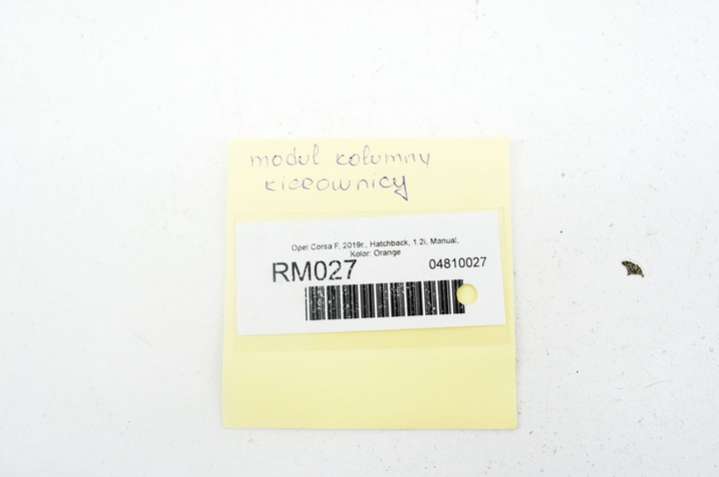 moduł kolumny
kierownicy
Opel Corsa F, 2019r., Hatchback, 1.2i, Manual,
Kolor: Orange
RM027
04810027